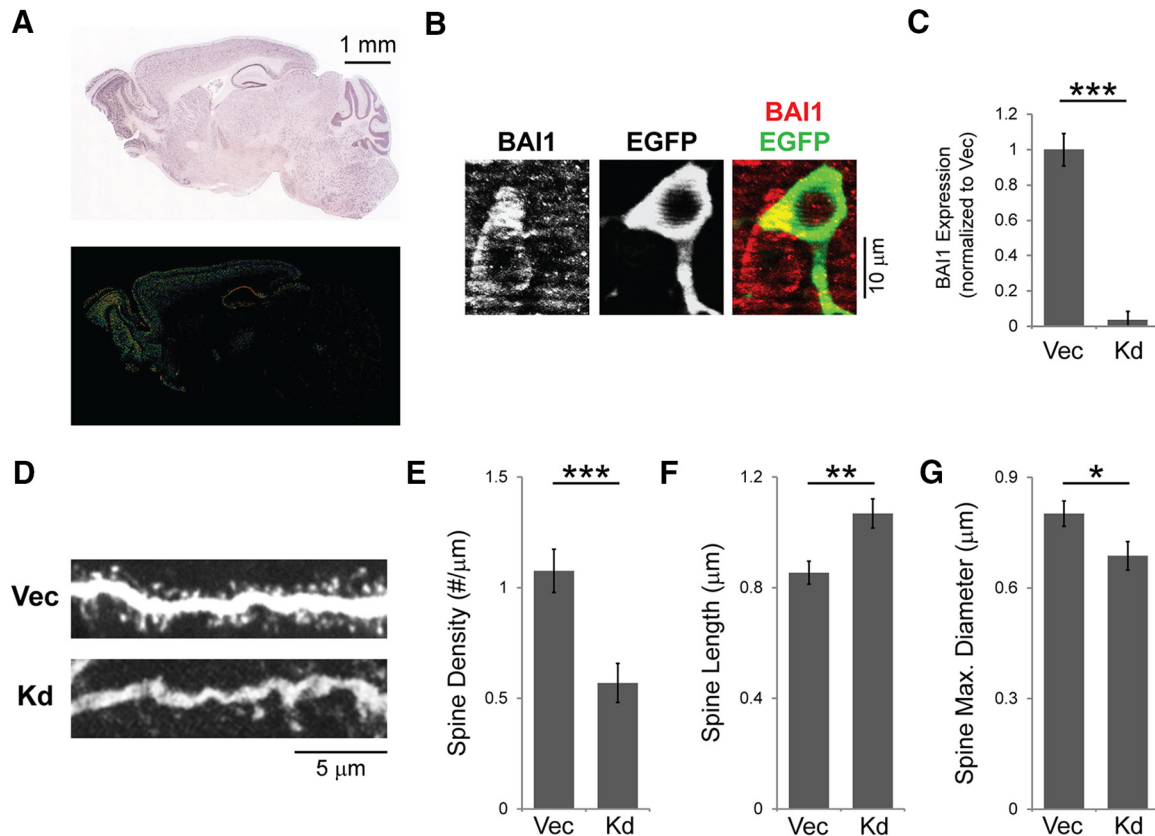 A
1 mm
B
BAI1
EGFP
BAI1
EGFP
10 μm
C
***
BAI1 Expression
(normalized to Vec)
1.2
1
0.8
0.6
0.4
0.2
0
Vec Kd
D
Vec
Kd
5 μm
E
***
Spine Density (#/μm)
1.5
1
0.5
0
Vec Kd
F
**
Spine Length (μm)
1.2
0.8
0.4
0
Vec Kd
G
*
Spine Max. Diameter (μm)
0.9
0.6
0.3
0
Vec Kd